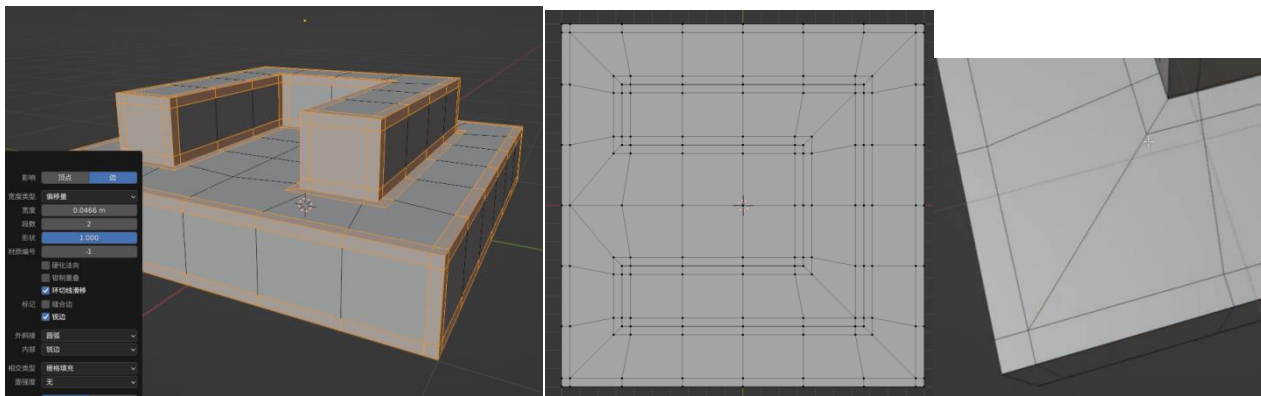 影响 顶点 边
宽度类型 偏移量
宽度 0.0466 m
段数 2
形状 1.000
材质编号 -1
硬化法向
钳制重叠
环切线滑移
标记 缝合边
锐边
外斜接 圆弧
内部 锐边
相交类型 栅格填充
面强度 无